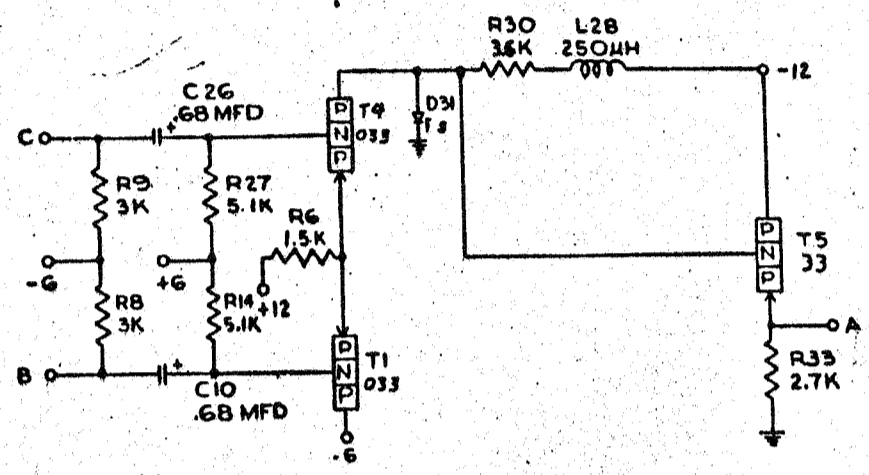 R30
36K
L28
250μH
-12
C26
.68 MFD
T4
033
P
N
P
D31
C
R9
3K
R27
5.1K
R6
1.5K
-6
+6
+12
R8
3K
R14
5.1K
P
N
P
T5
33
A
B
C10
.68 MFD
P
N
P
T1
033
-6
R33
2.7K